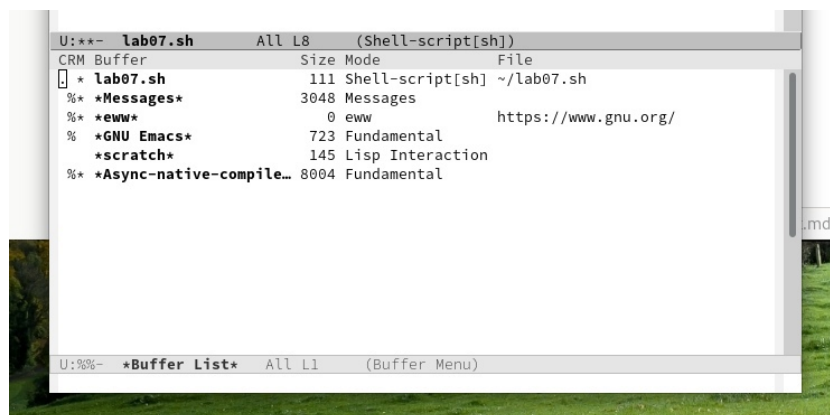 U:**-  lab07.sh       All L8     (Shell-script[sh])
CRM Buffer                Size Mode             File
. * lab07.sh               111 Shell-script[sh] ~/lab07.sh
 %* *Messages*            3048 Messages
 %* *eww*                    0 eww              https://www.gnu.org/
 %  *GNU Emacs*            723 Fundamental
    *scratch*              145 Lisp Interaction
 %* *Async-native-compile… 8004 Fundamental
.md
U:%%-  *Buffer List*   All L1     (Buffer Menu)